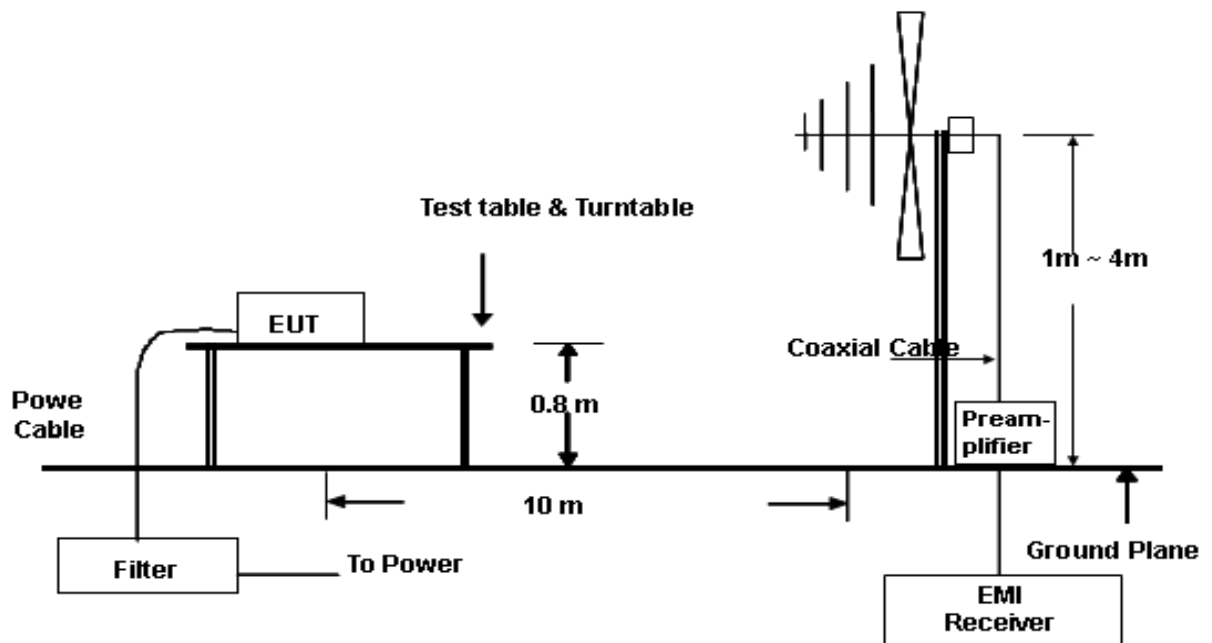 Test table & Turntable
1m ~ 4m
EUT
Coaxial Cable
Powe
Cable
0.8 m
Pream-
plifier
10 m
Filter
To Power
Ground Plane
EMI
Receiver